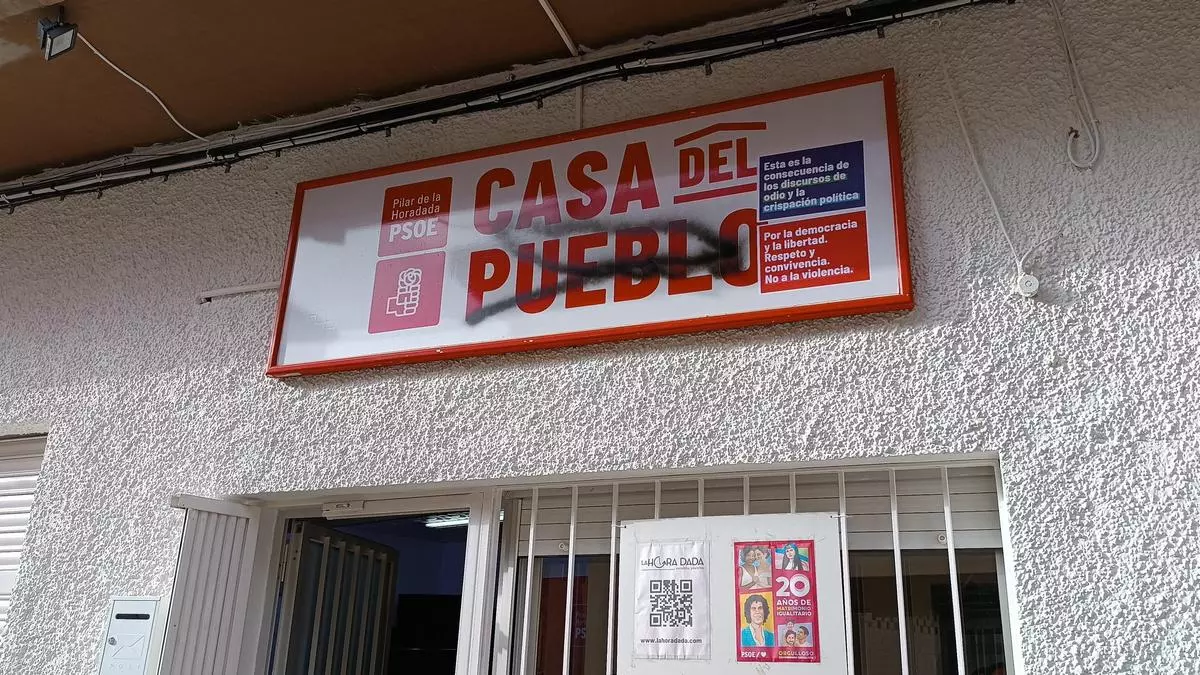 Pilar de la
Horadada
PSOE
CASA DEL
PUEBLO
Esta es la
consecuencia de
los discursos de
odio y la
crispación política
Por la democracia
y la libertad.
Respeto y
convivencia.
No a la violencia.
LAHORA DADA
www.lahoradada.com
20
AÑOS DE
MATRIMONIO
IGUALITARIO
PSOE
ORGULLOSO